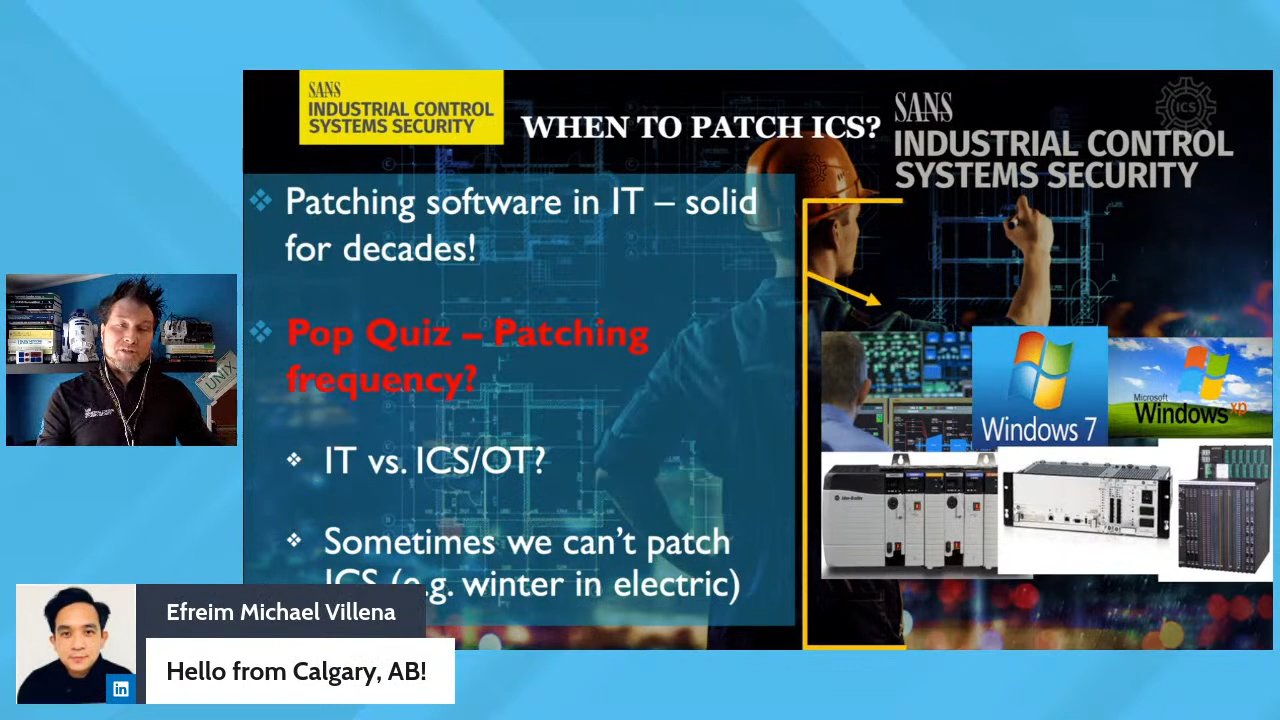 SANS
INDUSTRIAL CONTROL
SYSTEMS SECURITY
WHEN TO PATCH ICS?
SANS
ICS
INDUSTRIAL CONTROL
SYSTEMS SECURITY
Patching software in IT – solid
for decades!
Pop Quiz – Patching
frequency?
IT vs. ICS/OT?
Sometimes we can't patch
ICS (e.g. winter in electric)
Windows 7
Microsoft
Windows xp
UNIX
Efreim Michael Villena
in
Hello from Calgary, AB!